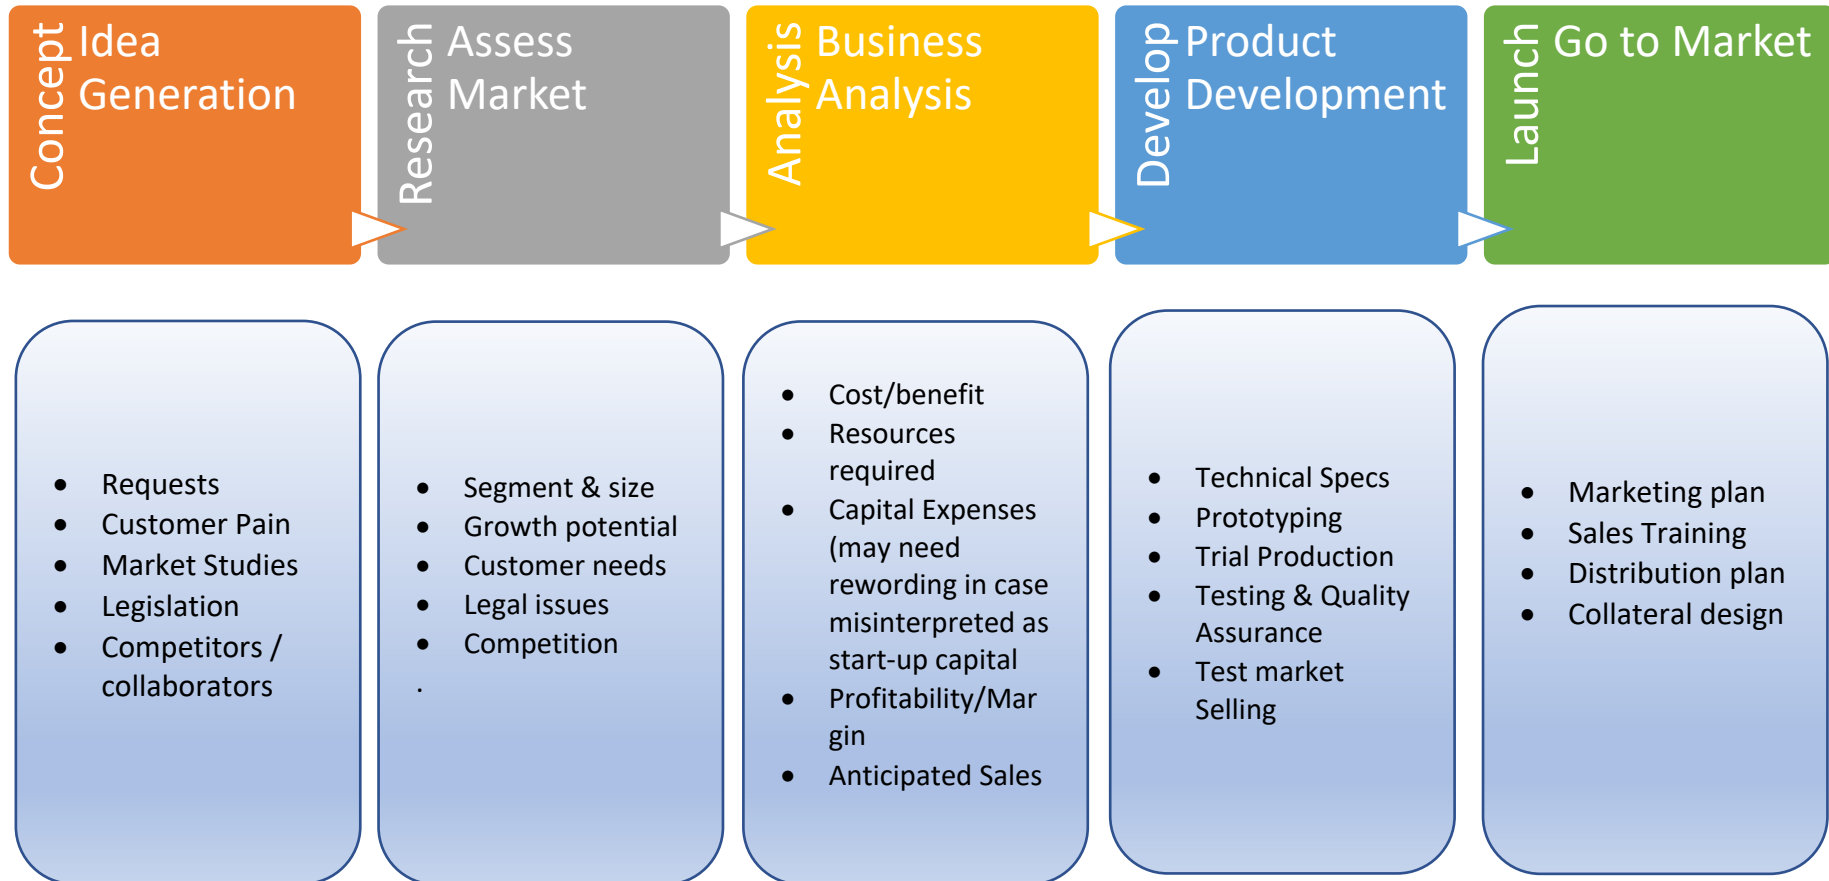 Concept
Idea
Generation
Research
Assess
Market
Analysis
Business
Analysis
Develop
Product
Development
Launch
Go to Market
• Requests
• Customer Pain
• Market Studies
• Legislation
• Competitors /
collaborators
• Segment & size
• Growth potential
• Customer needs
• Legal issues
• Competition
.
• Cost/benefit
• Resources
required
• Capital Expenses
(may need
rewording in case
misinterpreted as
start-up capital
• Profitability/Mar
gin
• Anticipated Sales
• Technical Specs
• Prototyping
• Trial Production
• Testing & Quality
Assurance
• Test market
Selling
• Marketing plan
• Sales Training
• Distribution plan
• Collateral design